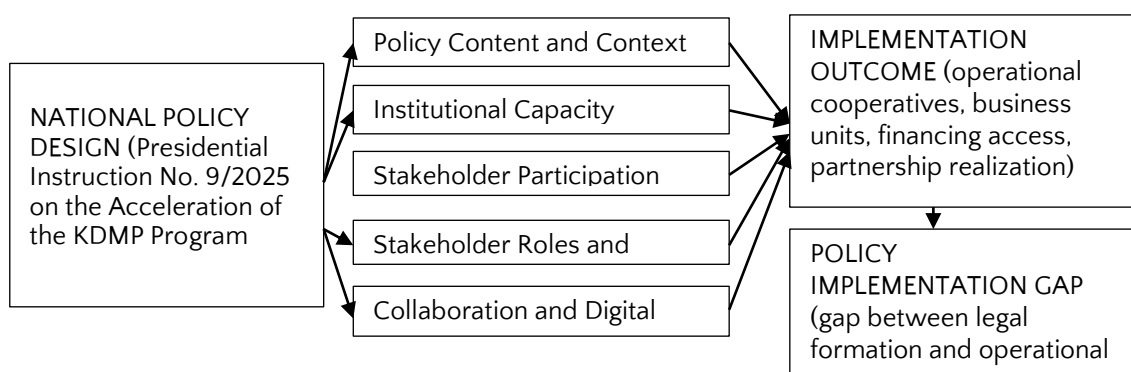 NATIONAL POLICY
DESIGN (Presidential
Instruction No. 9/2025
on the Acceleration of
the KDMP Program
Policy Content and Context
Institutional Capacity
Stakeholder Participation
Stakeholder Roles and
Collaboration and Digital
IMPLEMENTATION
OUTCOME (operational
cooperatives, business
units, financing access,
partnership realization)
POLICY
IMPLEMENTATION GAP
(gap between legal
formation and operational